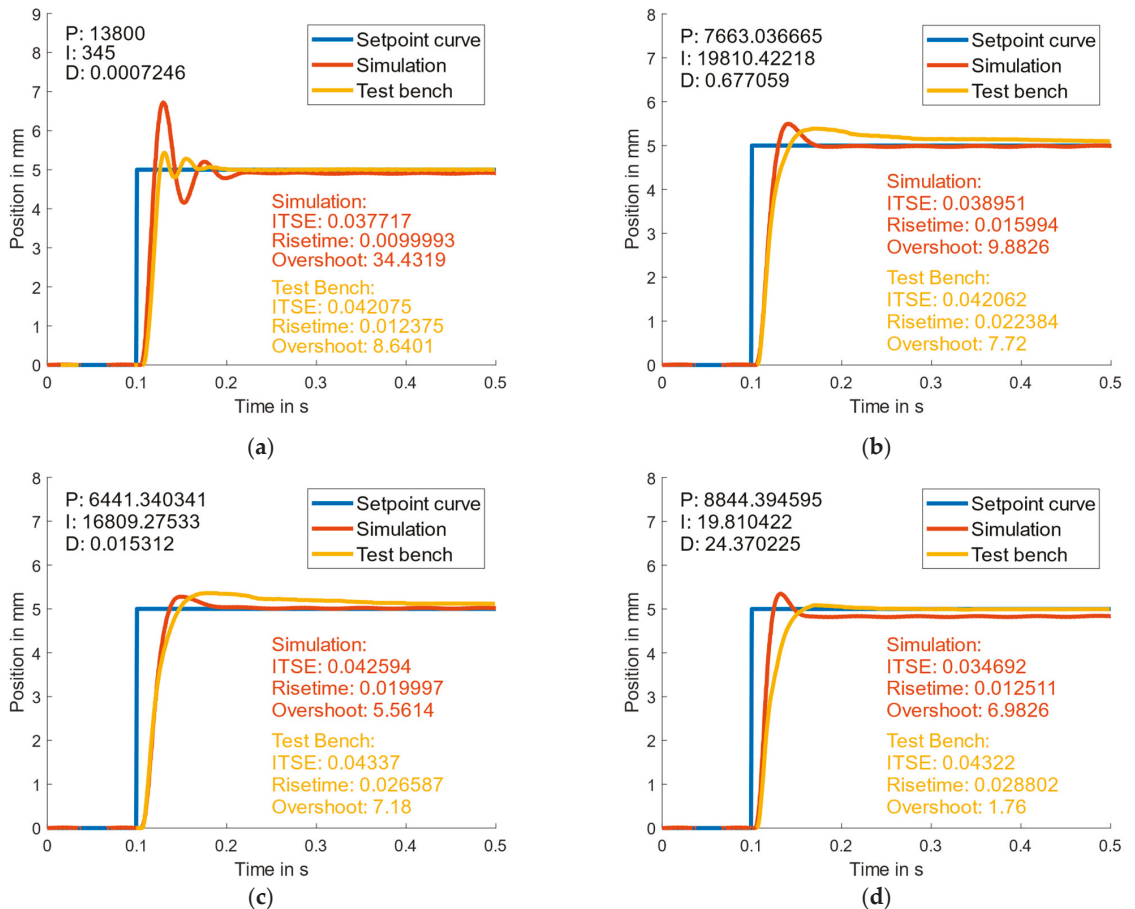 P: 13800
I: 345
D: 0.0007246
Setpoint curve
Simulation
Test bench
Simulation:
ITSE: 0.037717
Risetime: 0.0099993
Overshoot: 34.4319
Test Bench:
ITSE: 0.042075
Risetime: 0.012375
Overshoot: 8.6401
Position in mm
9
8
7
6
5
4
3
2
1
0
0
0.1
0.2
0.3
0.4
0.5
Time in s
(a)
P: 7663.036665
I: 19810.42218
D: 0.677059
Setpoint curve
Simulation
Test bench
Simulation:
ITSE: 0.038951
Risetime: 0.015994
Overshoot: 9.8826
Test Bench:
ITSE: 0.042062
Risetime: 0.022384
Overshoot: 7.72
Position in mm
8
7
6
5
4
3
2
1
0
0
0.1
0.2
0.3
0.4
0.5
Time in s
(b)
P: 6441.340341
I: 16809.27533
D: 0.015312
Setpoint curve
Simulation
Test bench
Simulation:
ITSE: 0.042594
Risetime: 0.019997
Overshoot: 5.5614
Test Bench:
ITSE: 0.04337
Risetime: 0.026587
Overshoot: 7.18
Position in mm
8
7
6
5
4
3
2
1
0
0
0.1
0.2
0.3
0.4
0.5
Time in s
(c)
P: 8844.394595
I: 19.810422
D: 24.370225
Setpoint curve
Simulation
Test bench
Simulation:
ITSE: 0.034692
Risetime: 0.012511
Overshoot: 6.9826
Test Bench:
ITSE: 0.04322
Risetime: 0.028802
Overshoot: 1.76
Position in mm
8
7
6
5
4
3
2
1
0
0
0.1
0.2
0.3
0.4
0.5
Time in s
(d)